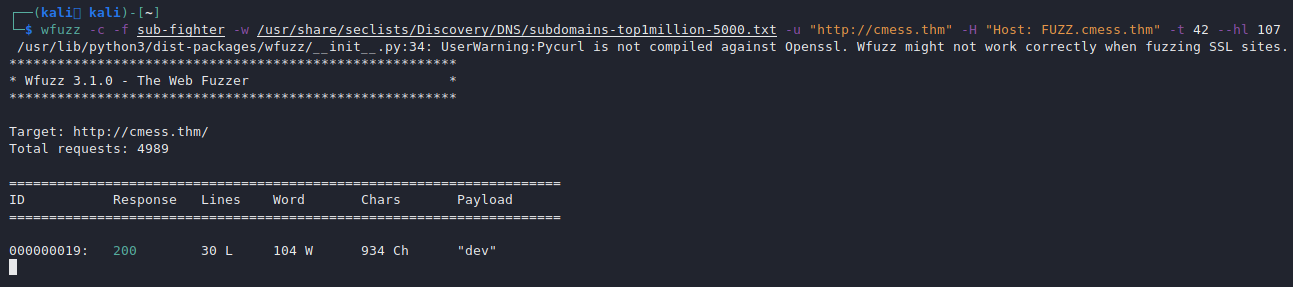 ┌──(kali㉿kali)-[~]
└─$ wfuzz -c -f sub-fighter -w /usr/share/seclists/Discovery/DNS/subdomains-top1million-5000.txt -u "http://cmess.thm" -H "Host: FUZZ.cmess.thm" -t 42 --hl 107
/usr/lib/python3/dist-packages/wfuzz/__init__.py:34: UserWarning:Pycurl is not compiled against Openssl. Wfuzz might not work correctly when fuzzing SSL sites.
********************************************************
* Wfuzz 3.1.0 - The Web Fuzzer                         *
********************************************************
Target: http://cmess.thm/
Total requests: 4989
=====================================================================
ID           Response   Lines    Word       Chars       Payload
=====================================================================
000000019:   200        30 L     104 W      934 Ch      "dev"